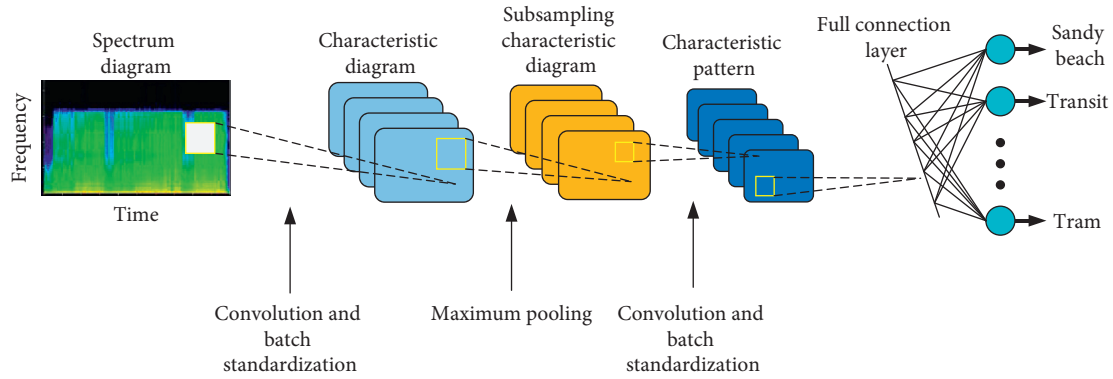 Spectrum
diagram
Frequency
Time
Characteristic
diagram
Subsampling
characteristic
diagram
Characteristic
pattern
Full connection
layer
Sandy
beach
Transit
Tram
Convolution and
batch
standardization
Maximum pooling
Convolution and
batch
standardization